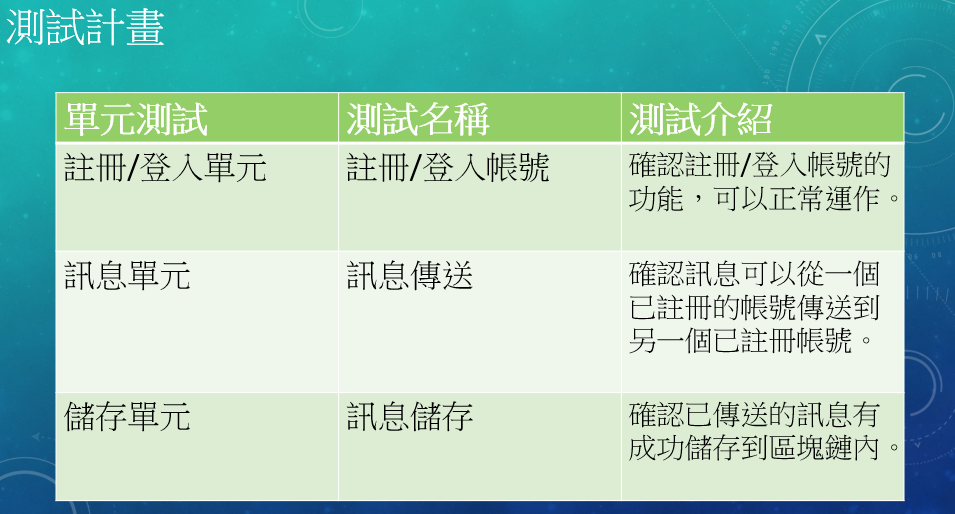 測試計畫
單元測試 測試名稱 測試介紹
註冊/登入單元 註冊/登入帳號 確認註冊/登入帳號的
功能，可以正常運作。
訊息單元 訊息傳送 確認訊息可以從一個
已註冊的帳號傳送到
另一個已註冊帳號。
儲存單元 訊息儲存 確認已傳送的訊息有
成功儲存到區塊鏈內。